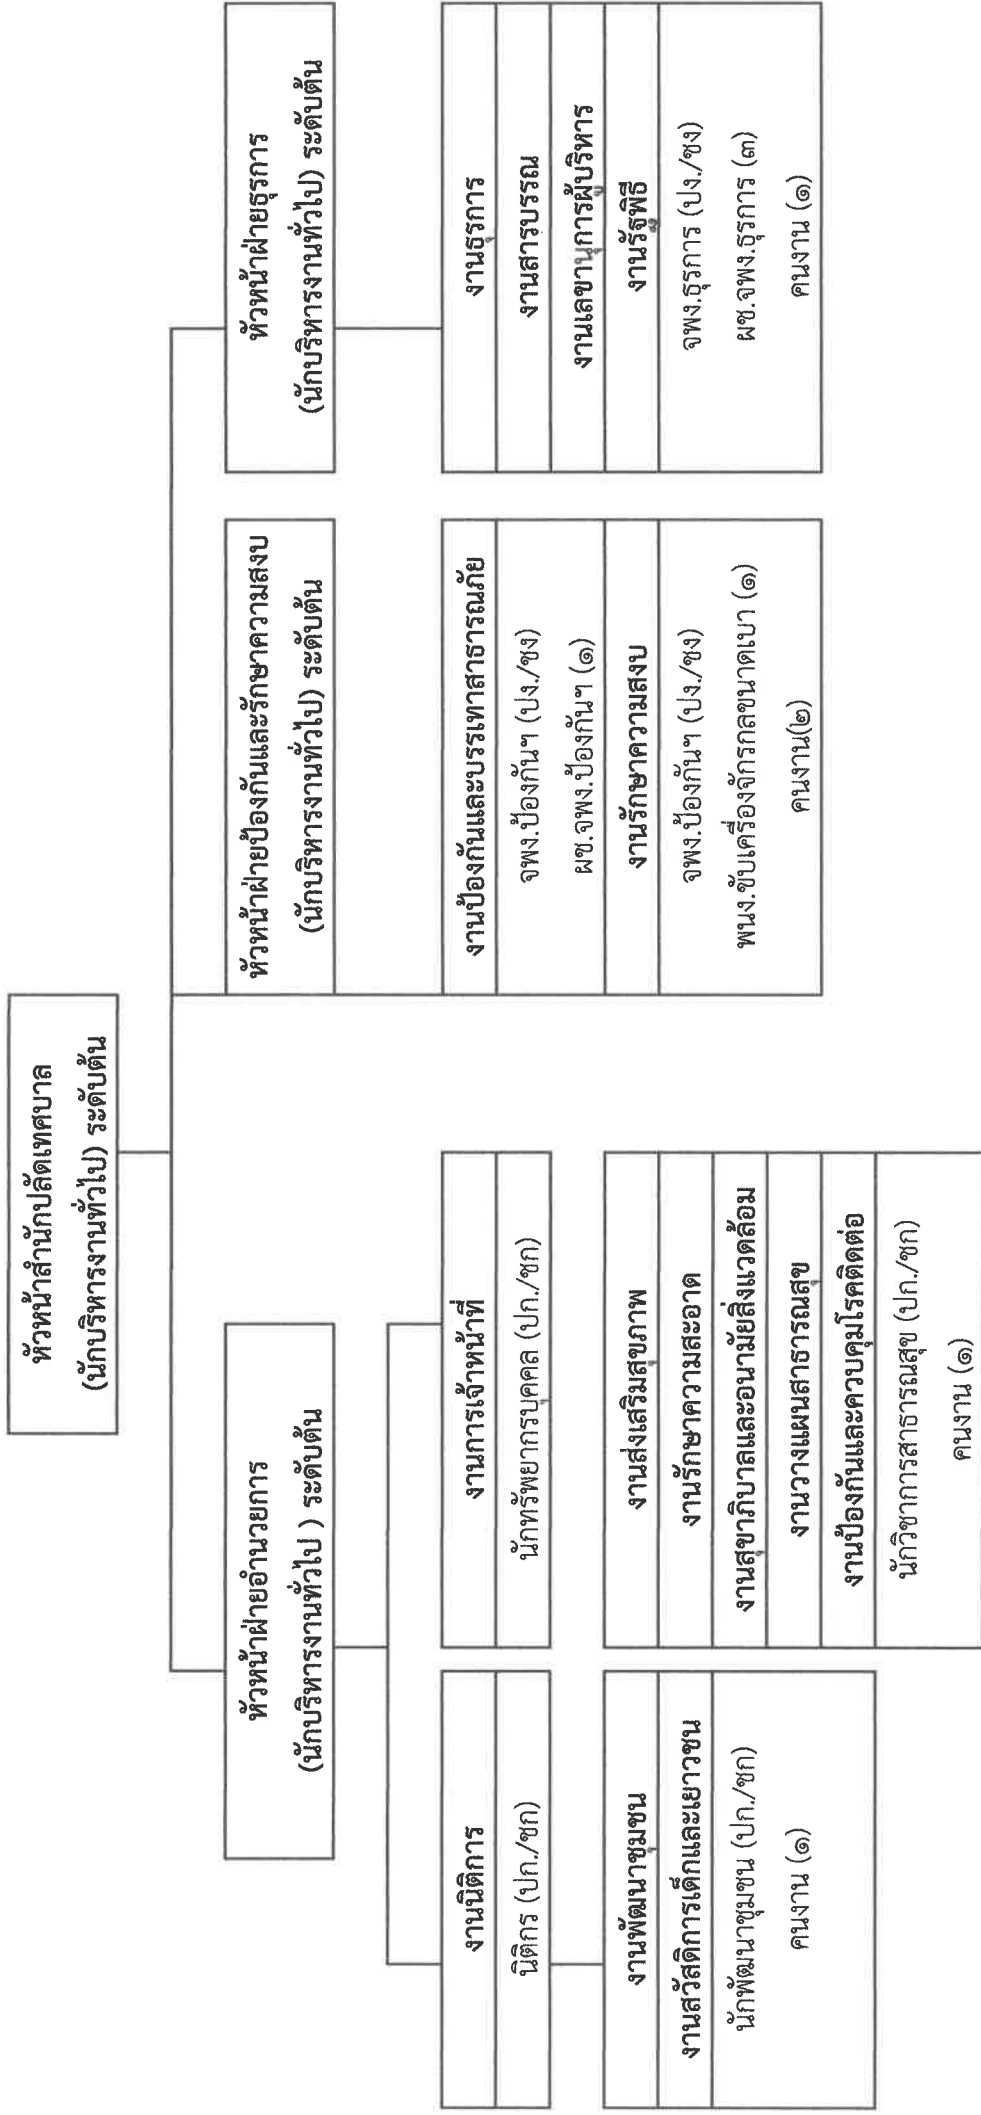 หัวหน้าสำนักปลัดเทศบาล
(นักบริหารงานทั่วไป) ระดับต้น
หัวหน้าฝ่ายอำนวยการ
(นักบริหารงานทั่วไป ) ระดับต้น
หัวหน้าฝ่ายป้องกันและรักษาความสงบ
(นักบริหารงานทั่วไป) ระดับต้น
หัวหน้าฝ่ายธุรการ
(นักบริหารงานทั่วไป) ระดับต้น
งานนิติการ
นิติกร (ปก./ชก)
งานพัฒนาชุมชน
งานสวัสดิการเด็กและเยาวชน
นักพัฒนาชุมชน (ปก./ชก)
คนงาน (๑)
งานการเจ้าหน้าที่
นักทรัพยากรบุคคล (ปก./ชก)
งานส่งเสริมสุขภาพ
งานรักษาความสะอาด
งานสุขาภิบาลและอนามัยสิ่งแวดล้อม
งานวางแผนสาธารณสุข
งานป้องกันและควบคุมโรคติดต่อ
นักวิชาการสาธารณสุข (ปก./ชก)
คนงาน (๑)
งานป้องกันและบรรเทาสาธารณภัย
จพง.ป้องกันฯ (ปง./ชง)
ผช.จพง.ป้องกันฯ (๑)
งานรักษาความสงบ
จพง.ป้องกันฯ (ปง./ชง)
พนง.ขับเครื่องจักรกลขนาดเบา (๑)
คนงาน(๒)
งานธุรการ
งานสารบรรณ
งานเลขานุการผู้บริหาร
งานรัฐพิธี
จพง.ธุรการ (ปง./ชง)
ผช.จพง.ธุรการ (๓)
คนงาน (๑)